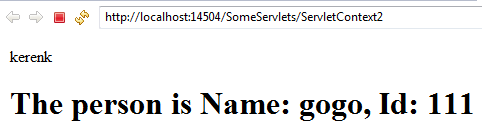 http://localhost:14504/SomeServlets/ServletContext2
kerenk
The person is Name: gogo, Id: 111